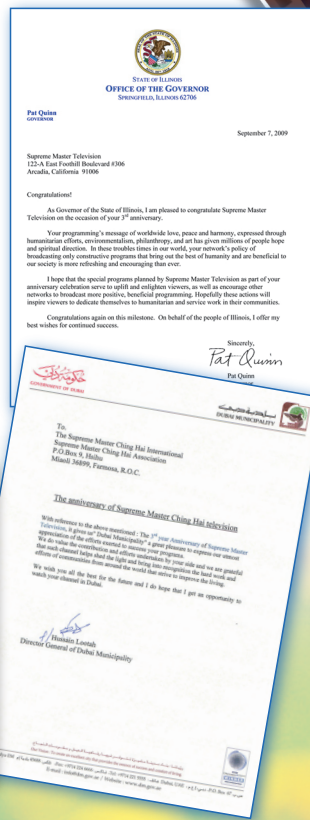 STATE OF ILLINOIS
OFFICE OF THE GOVERNOR
SPRINGFIELD, ILLINOIS 62706
Pat Quinn
GOVERNOR
September 7, 2009
Supreme Master Television
122-A East Foothill Boulevard #306
Arcadia, California 91006
Congratulations!
As Governor of the State of Illinois, I am pleased to congratulate Supreme Master
Television on the occasion of your 3rd anniversary.
Your programming's message of worldwide love, peace and harmony, expressed through
humanitarian efforts, environmentalism, philanthropy, and art has given millions of people hope
and spiritual direction. In these troubles times in our world, your network's policy of
broadcasting only constructive programs that bring out the best of humanity and are beneficial to
our society is more refreshing and encouraging than ever.
I hope that the special programs planned by Supreme Master Television as part of your
anniversary celebration serve to uplift and enlighten viewers, as well as encourage other
networks to broadcast more positive, beneficial programming. Hopefully these actions will
inspire viewers to dedicate themselves to humanitarian and service work in their communities.
Congratulations again on this milestone. On behalf of the people of Illinois, I offer my
best wishes for continued success.
Sincerely,
Pat Quinn
Pat Quinn
GOVERNMENT OF DUBAI
DUBAI MUNICIPALITY
To,
The Supreme Master Ching Hai International
Supreme Master Ching Hai Association
P.O.Box 9, Hsihu
Miaoli 36899, Formosa, R.O.C.
The anniversary of Supreme Master Ching Hai television
With reference to the above mentioned : The 3rd year Anniversary of Supreme Master
Television, it gives us" Dubai Municipality" a great pleasure to express our utmost
appreciation of the efforts exerted to success your programs.
We do value the contribution and efforts undertaken by your side and we are grateful
that such channel helps shed the light and bring into recognition the hard work and
efforts of communities from around the world that strive to improve the living.
We wish you all the best for the future and I do hope that I get an opportunity to
watch your channel in Dubai.
Hussain Lootah
Director General of Dubai Municipality